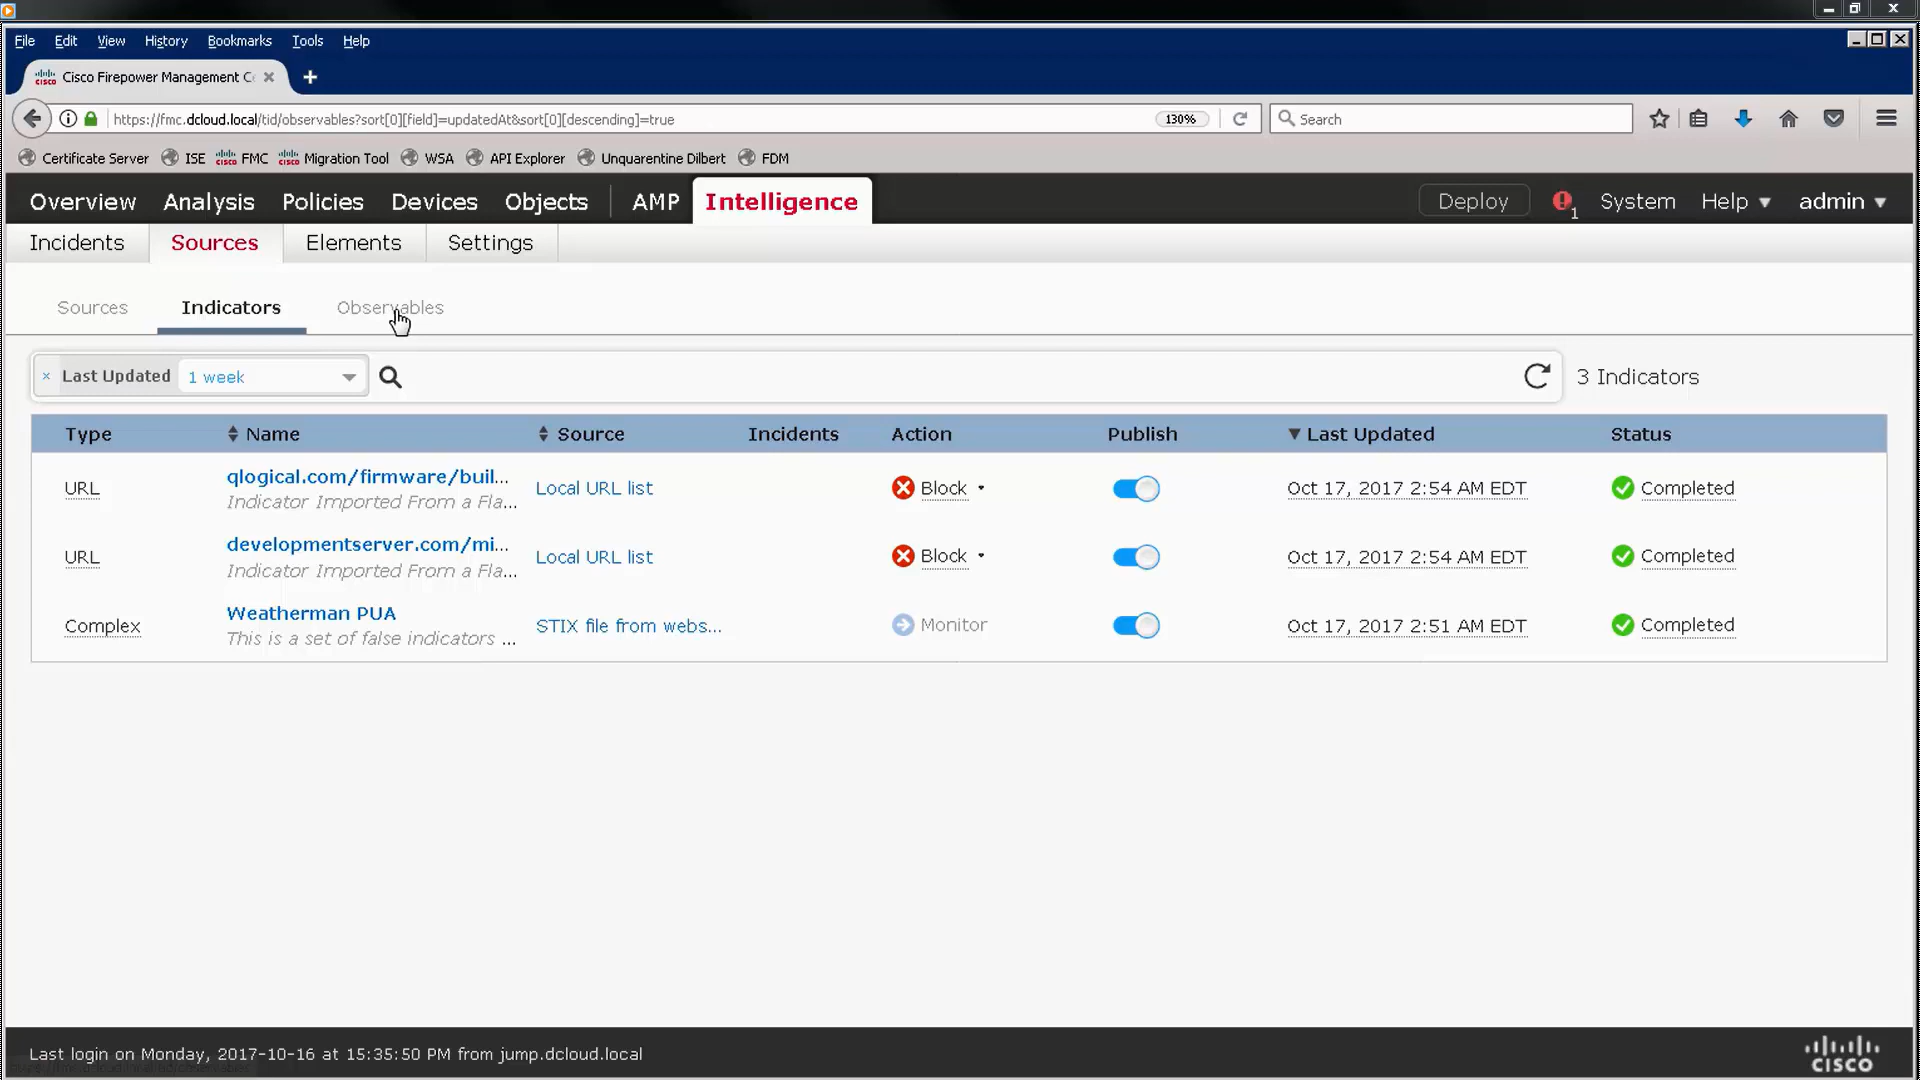 File Edit View History Bookmarks Tools Help
Cisco Firepower Management Ce
https://fmc.dcloud.local/tid/observables?sort[0][field]=updatedAt&sort[0][descending]=true 130% Search
Certificate Server ISE FMC Migration Tool WSA API Explorer Unquarentine Dilbert FDM
Overview Analysis Policies Devices Objects AMP Intelligence Deploy 1 System Help admin
Incidents Sources Elements Settings
Sources Indicators Observables
× Last Updated 1 week 3 Indicators
Type Name Source Incidents Action Publish Last Updated Status
URL qlogical.com/firmware/buil... Local URL list Block Oct 17, 2017 2:54 AM EDT Completed
Indicator Imported From a Fla...
URL developmentserver.com/mi... Local URL list Block Oct 17, 2017 2:54 AM EDT Completed
Indicator Imported From a Fla...
Complex Weatherman PUA STIX file from webs... Monitor Oct 17, 2017 2:51 AM EDT Completed
This is a set of false indicators ...
Last login on Monday, 2017-10-16 at 15:35:50 PM from jump.dcloud.local
CISCO